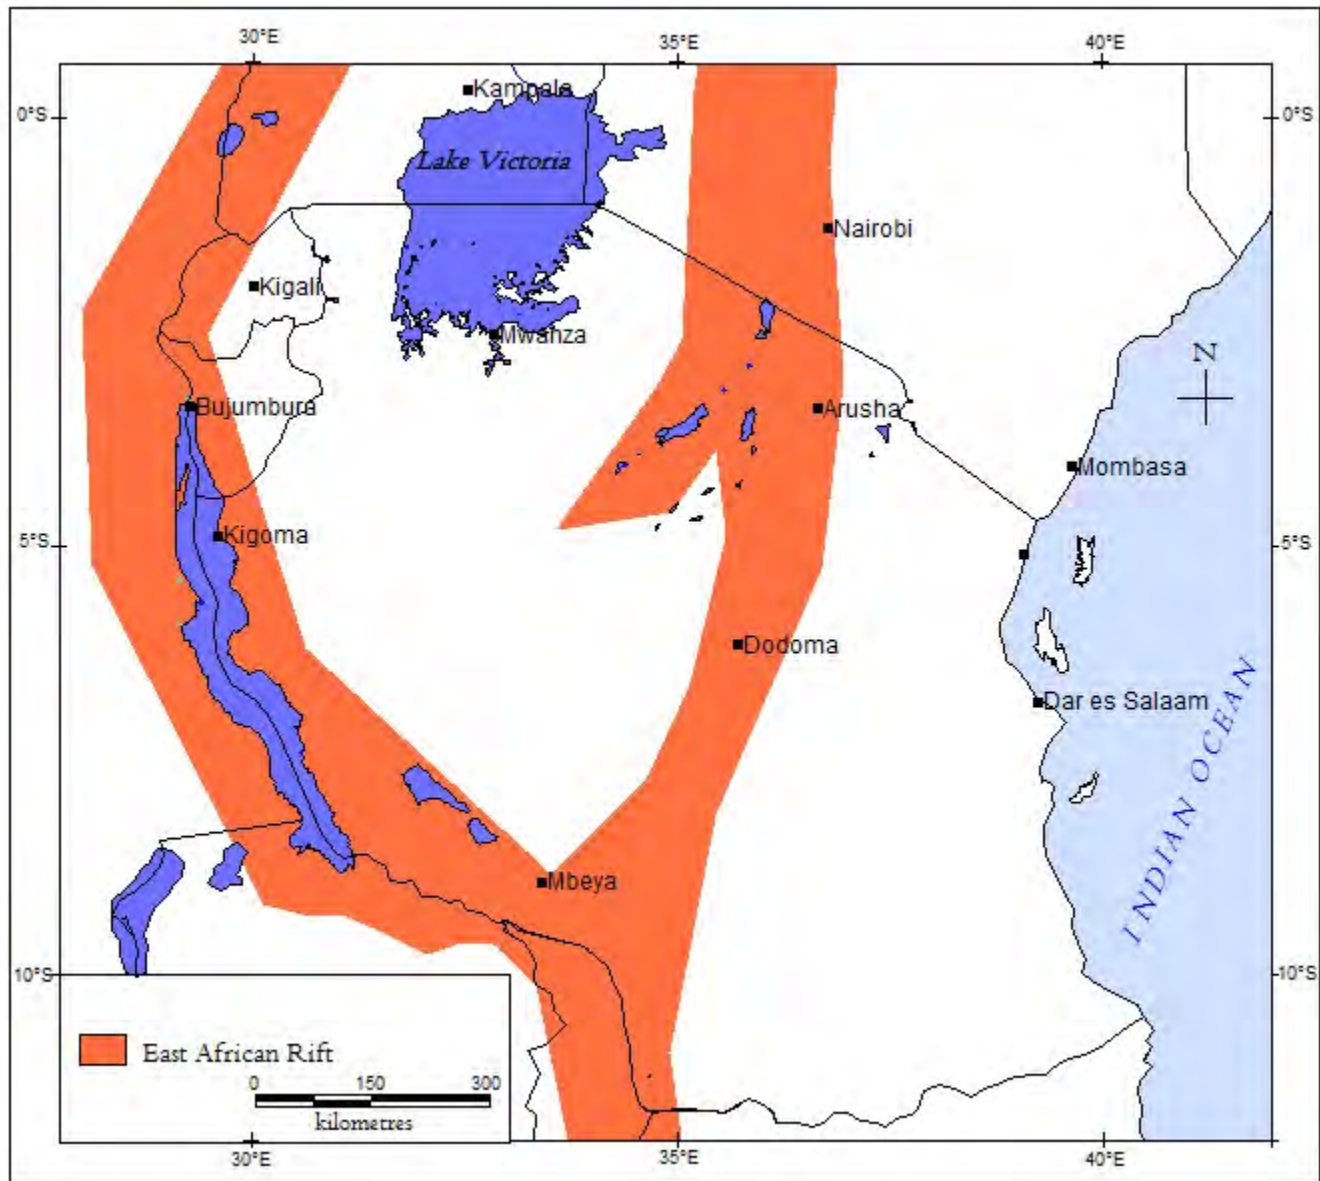 30°E 35°E 40°E
Kampala
0°S 0°S
Lake Victoria
Nairobi
Kigali
Mwanza
N
Bujumbura
Arusha
Mombasa
Kigoma
5°S 5°S
Dodoma
Dar es Salaam
INDIAN OCEAN
Mbeya
10°S 10°S
East African Rift
0 150 300
kilometres
30°E 35°E 40°E